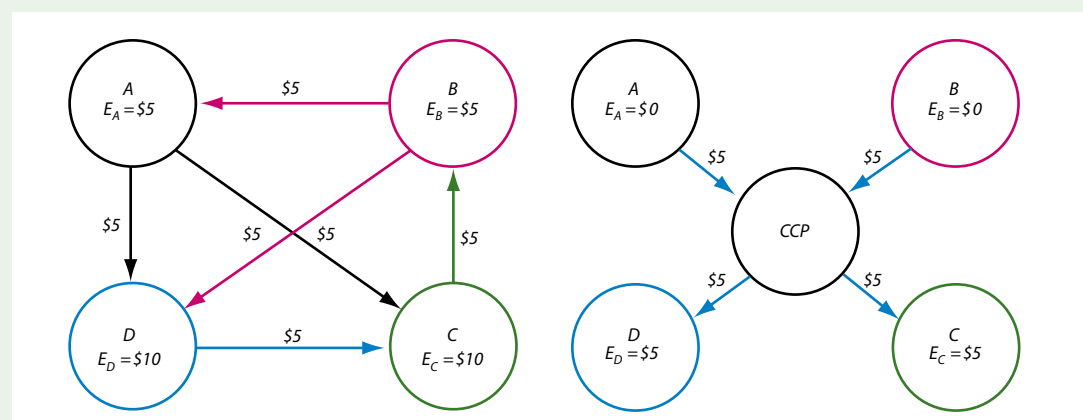 A
E_A = $5
$5
B
E_B = $5
$5
$5
$5
$5
D
E_D = $10
$5
C
E_C = $10
A
E_A = $0
B
E_B = $0
$5
$5
CCP
$5
$5
D
E_D = $5
C
E_C = $5